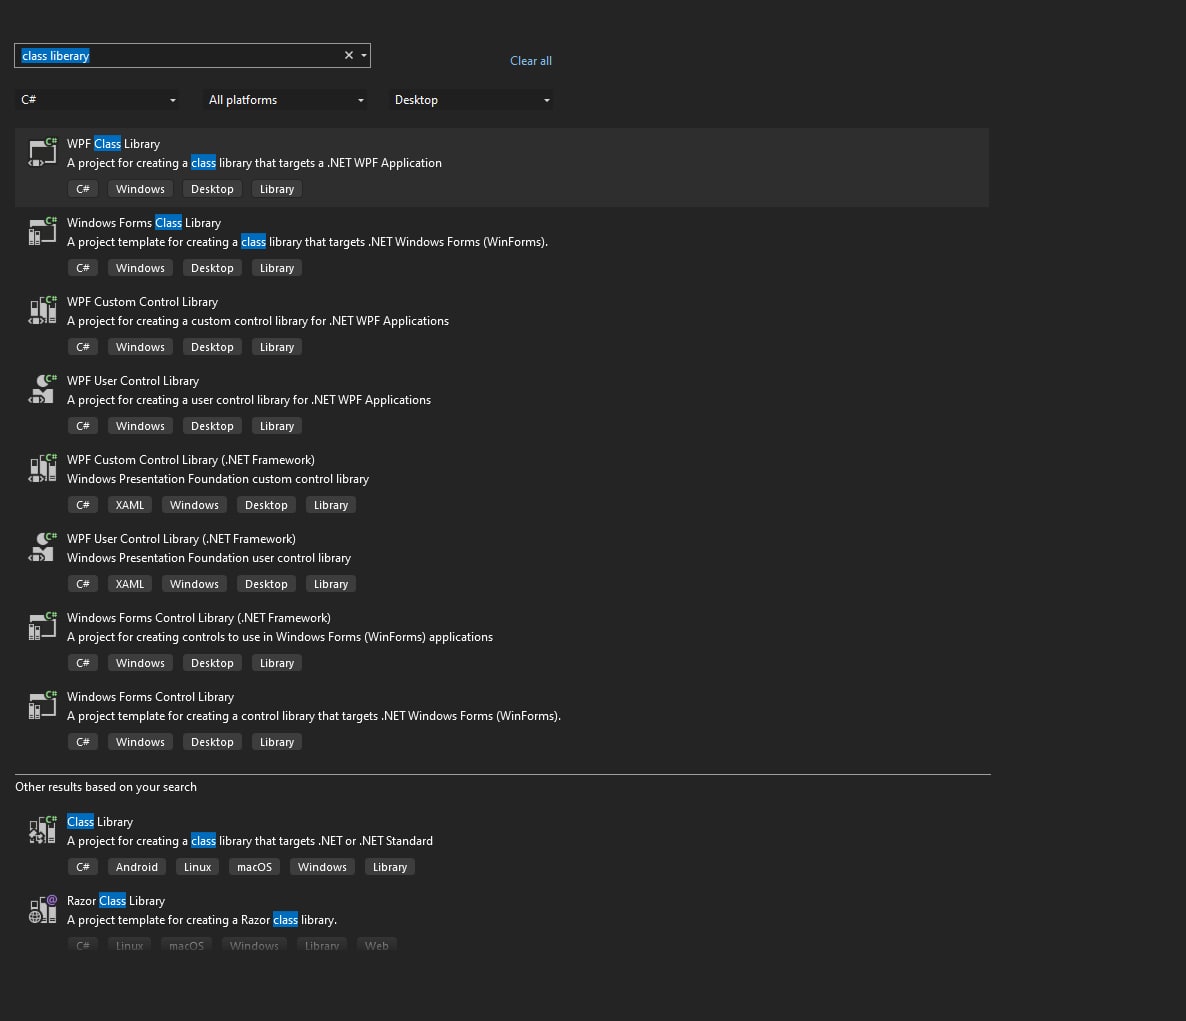 class liberary
Clear all
C# All platforms Desktop
C#
WPF Class Library
A project for creating a class library that targets a .NET WPF Application
C# Windows Desktop Library
C#
Windows Forms Class Library
A project template for creating a class library that targets .NET Windows Forms (WinForms).
C# Windows Desktop Library
C#
WPF Custom Control Library
A project for creating a custom control library for .NET WPF Applications
C# Windows Desktop Library
C#
WPF User Control Library
A project for creating a user control library for .NET WPF Applications
C# Windows Desktop Library
C#
WPF Custom Control Library (.NET Framework)
Windows Presentation Foundation custom control library
C# XAML Windows Desktop Library
C#
WPF User Control Library (.NET Framework)
Windows Presentation Foundation user control library
C# XAML Windows Desktop Library
C#
Windows Forms Control Library (.NET Framework)
A project for creating controls to use in Windows Forms (WinForms) applications
C# Windows Desktop Library
C#
Windows Forms Control Library
A project template for creating a control library that targets .NET Windows Forms (WinForms).
C# Windows Desktop Library
Other results based on your search
C#
Class Library
A project for creating a class library that targets .NET or .NET Standard
C# Android Linux macOS Windows Library
@
Razor Class Library
A project template for creating a Razor class library.
C# Linux macOS Windows Library Web